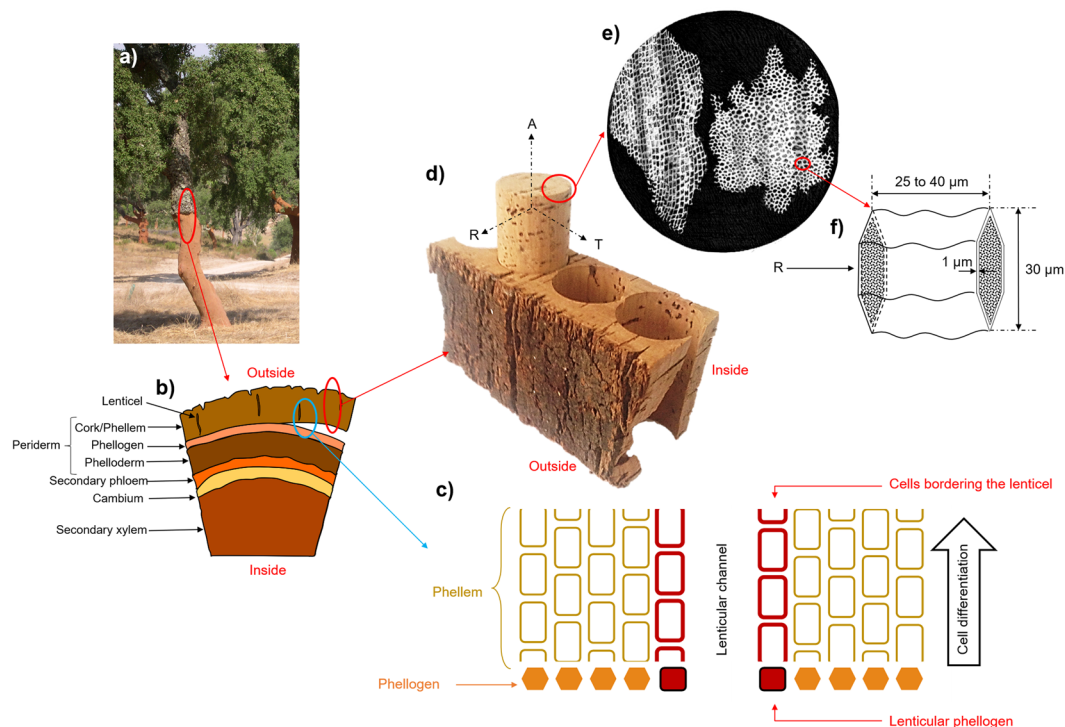 a)
b)
Outside
Lenticel
Cork/Phellem
Periderm
Phellogen
Phelloderm
Secondary phloem
Cambium
Secondary xylem
Inside
d)
A
R
T
Inside
Outside
e)
f)
25 to 40 µm
R
1 µm
30 µm
c)
Cells bordering the lenticel
Phellem
Lenticular channel
Cell differentiation
Phellogen
Lenticular phellogen